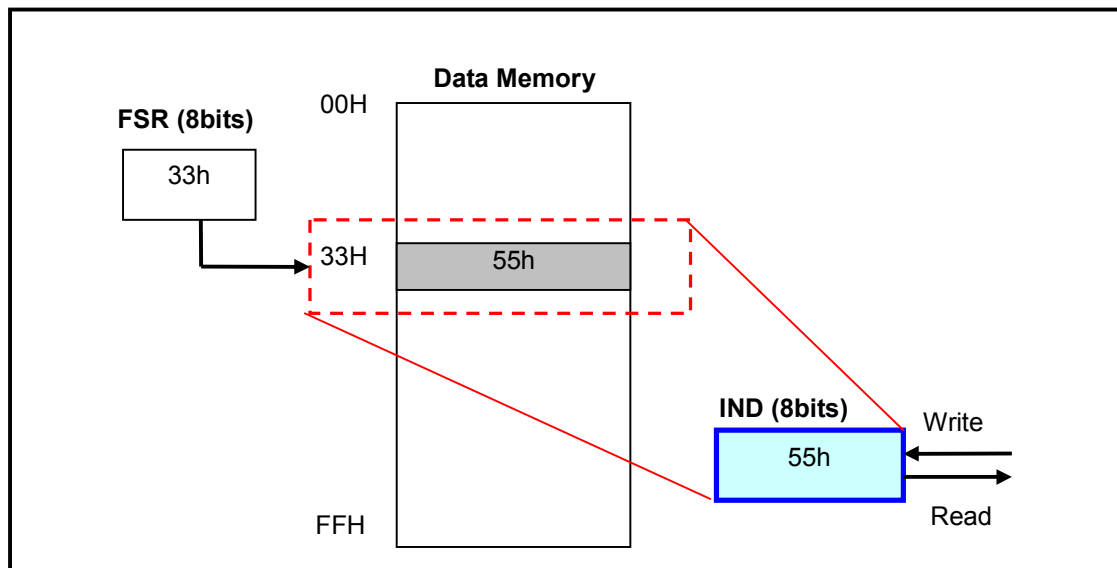 Data Memory
00H
FSR (8bits)
33h
33H
55h
IND (8bits)
Write
55h
Read
FFH